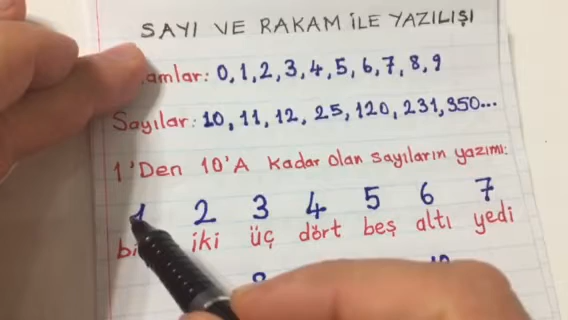 SAYI VE RAKAM İLE YAZILIŞI
amlar: 0,1,2,3,4,5,6,7,8,9
Sayılar: 10, 11, 12, 25, 120, 231, 350...
1'Den 10'A Kadar olan sayıların yazımı:
1 2 3 4 5 6 7
iki üç dört beş altı yedi